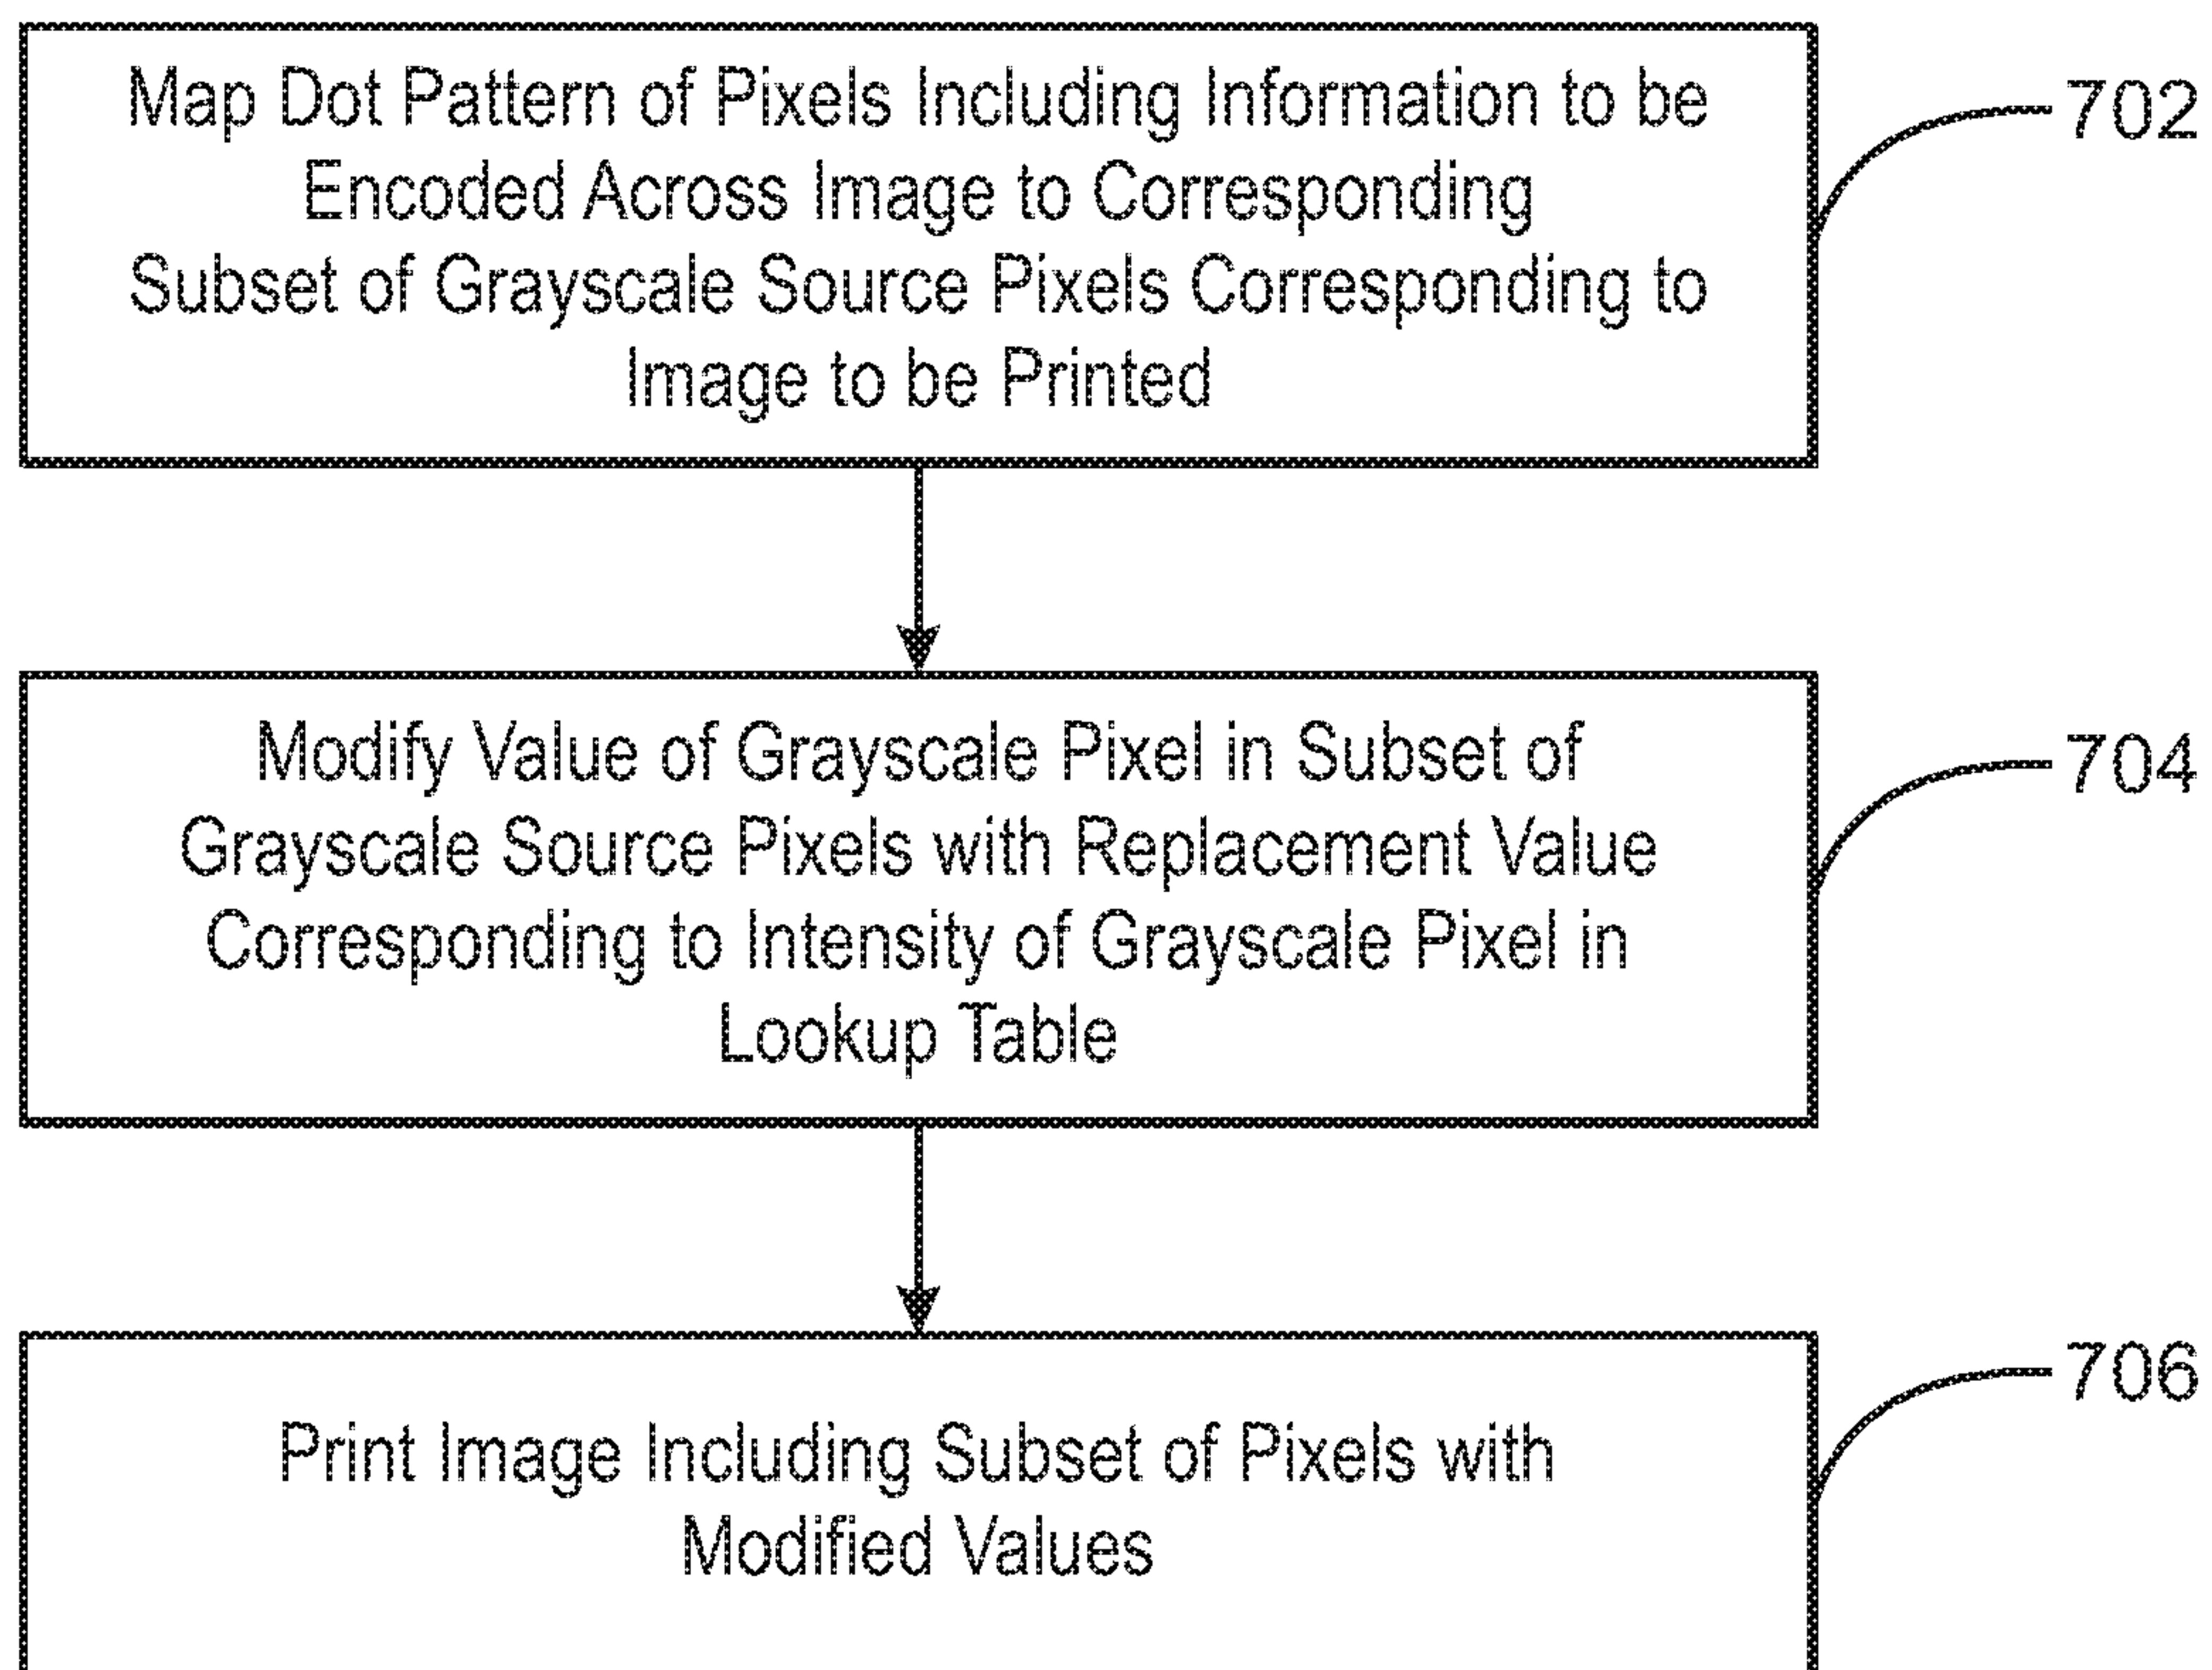 Map Dot Pattern of Pixels Including Information to be
Encoded Across Image to Corresponding
Subset of Grayscale Source Pixels Corresponding to
Image to be Printed
702
Modify Value of Grayscale Pixel in Subset of
Grayscale Source Pixels with Replacement Value
Corresponding to Intensity of Grayscale Pixel in
Lookup Table
704
Print Image Including Subset of Pixels with
Modified Values
706